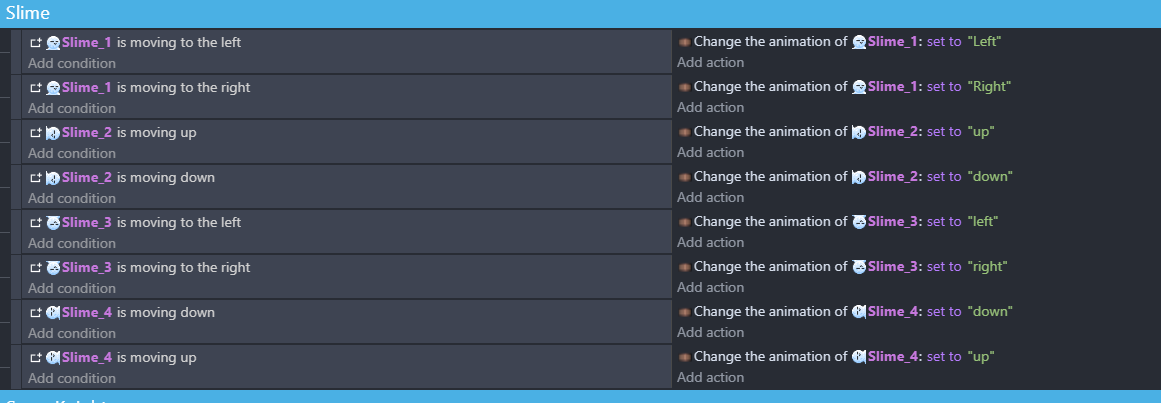 Slime
Slime_1 is moving to the left
Change the animation of Slime_1: set to "Left"
Add condition
Add action
Slime_1 is moving to the right
Change the animation of Slime_1: set to "Right"
Add condition
Add action
Slime_2 is moving up
Change the animation of Slime_2: set to "up"
Add condition
Add action
Slime_2 is moving down
Change the animation of Slime_2: set to "down"
Add condition
Add action
Slime_3 is moving to the left
Change the animation of Slime_3: set to "left"
Add condition
Add action
Slime_3 is moving to the right
Change the animation of Slime_3: set to "right"
Add condition
Add action
Slime_4 is moving down
Change the animation of Slime_4: set to "down"
Add condition
Add action
Slime_4 is moving up
Change the animation of Slime_4: set to "up"
Add condition
Add action